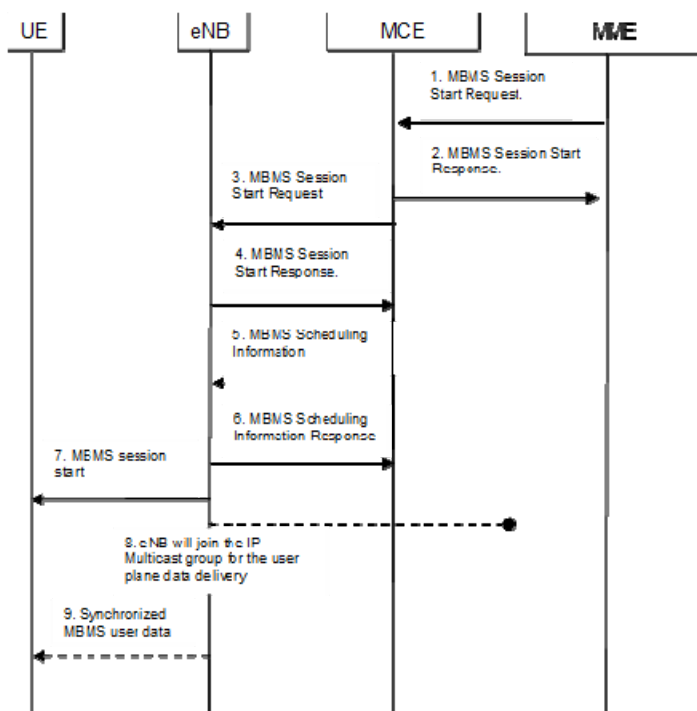 UE
eNB
MCE
MME
1. MBMS Session
Start Request.
2. MBMS Session Start
Response.
3. MBMS Session
Start Request
4. MBMS Session
Start Response.
5. MBMS Scheduling
Information
6. MBMS Scheduling
Information Response
7. MBMS session
start
8. eNB will join the IP
Multicast group for the user
plane data delivery
9. Synchronized
MBMS user data